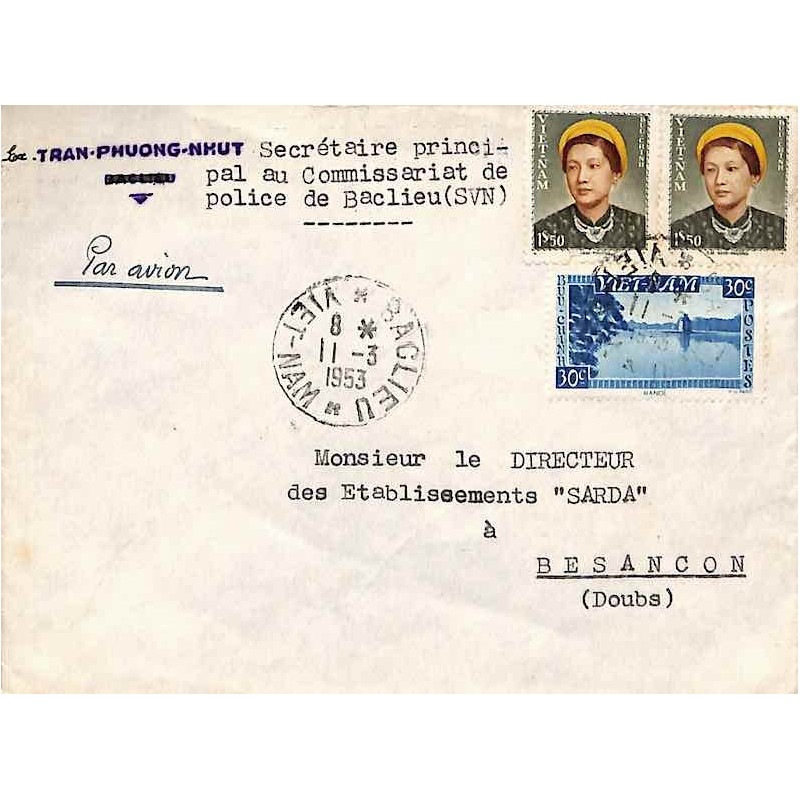 TRAN-PHUONG-NHUT Secrétaire princi-
pal au Commissariat de
BACLIEU
police de Baclieu(SVN)
Par avion
VIET-NAM
BUU-CHINH
1$50
VIET-NAM
BUU-CHINH
1$50
VIET-NAM
30c
BUU-CHINH
POSTES
30c
HANOI
BACLIEU
8
11-3
1953
VIET-NAM
Monsieur le DIRECTEUR
des Etablissements "SARDA"
à
BESANCON
(Doubs)